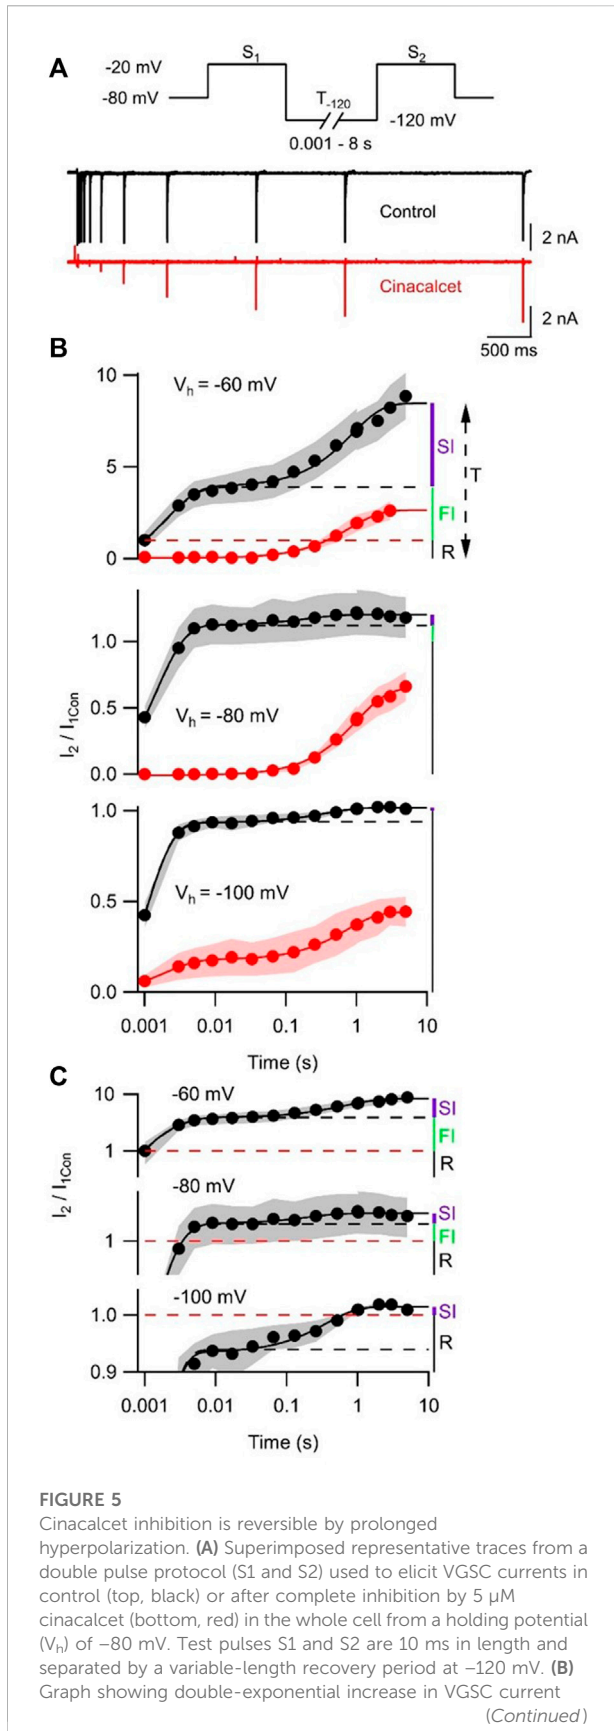 A
S1
S2
-20 mV
-80 mV
T-120
-120 mV
0.001 - 8 s
Control
2 nA
Cinacalcet
2 nA
500 ms
B
10
Vh = -60 mV
SI
T
5
FI
R
0
1.0
0.5
Vh = -80 mV
I2 / I1Con
0.0
1.0
0.5
Vh = -100 mV
0.0
0.001
0.01
0.1
1
10
Time (s)
C
10
-60 mV
SI
FI
1
R
I2 / I1Con
-80 mV
SI
FI
1
R
-100 mV
1.0
SI
R
0.9
0.001
0.01
0.1
1
10
Time (s)
FIGURE 5
Cinacalcet inhibition is reversible by prolonged
hyperpolarization. (A) Superimposed representative traces from a
double pulse protocol (S1 and S2) used to elicit VGSC currents in
control (top, black) or after complete inhibition by 5 µM
cinacalcet (bottom, red) in the whole cell from a holding potential
(Vh) of –80 mV. Test pulses S1 and S2 are 10 ms in length and
separated by a variable-length recovery period at –120 mV. (B)
Graph showing double-exponential increase in VGSC current
(Continued)